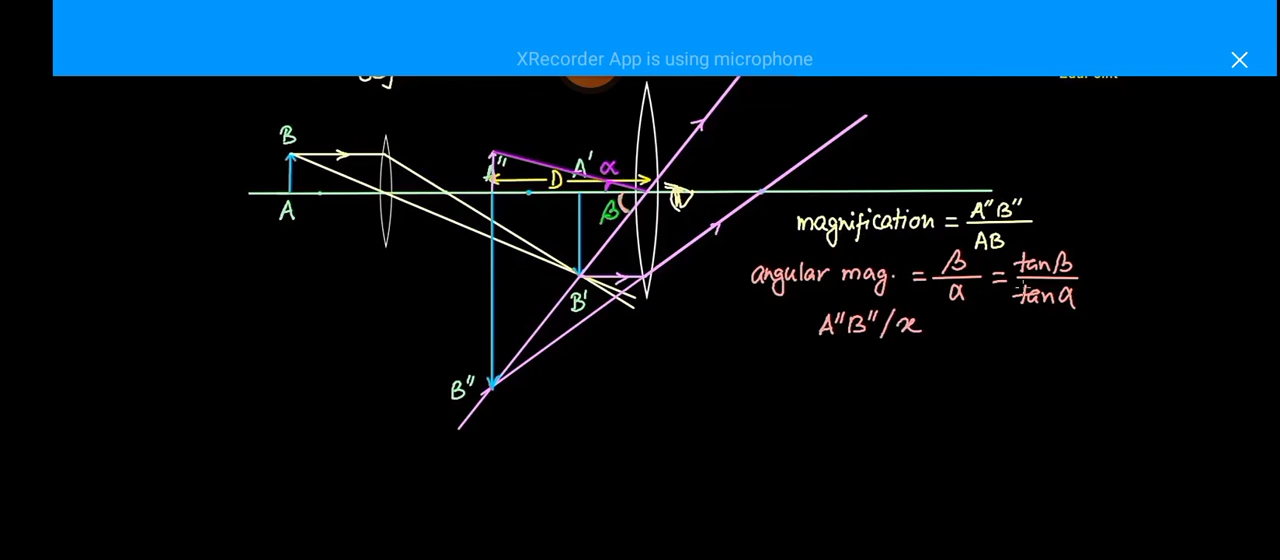 XRecorder App is using microphone
B
A
A"
D
A'
α
β
B'
B"
magnification = A"B" / AB
angular mag. = β / α = tanβ / tanα
A"B"/x